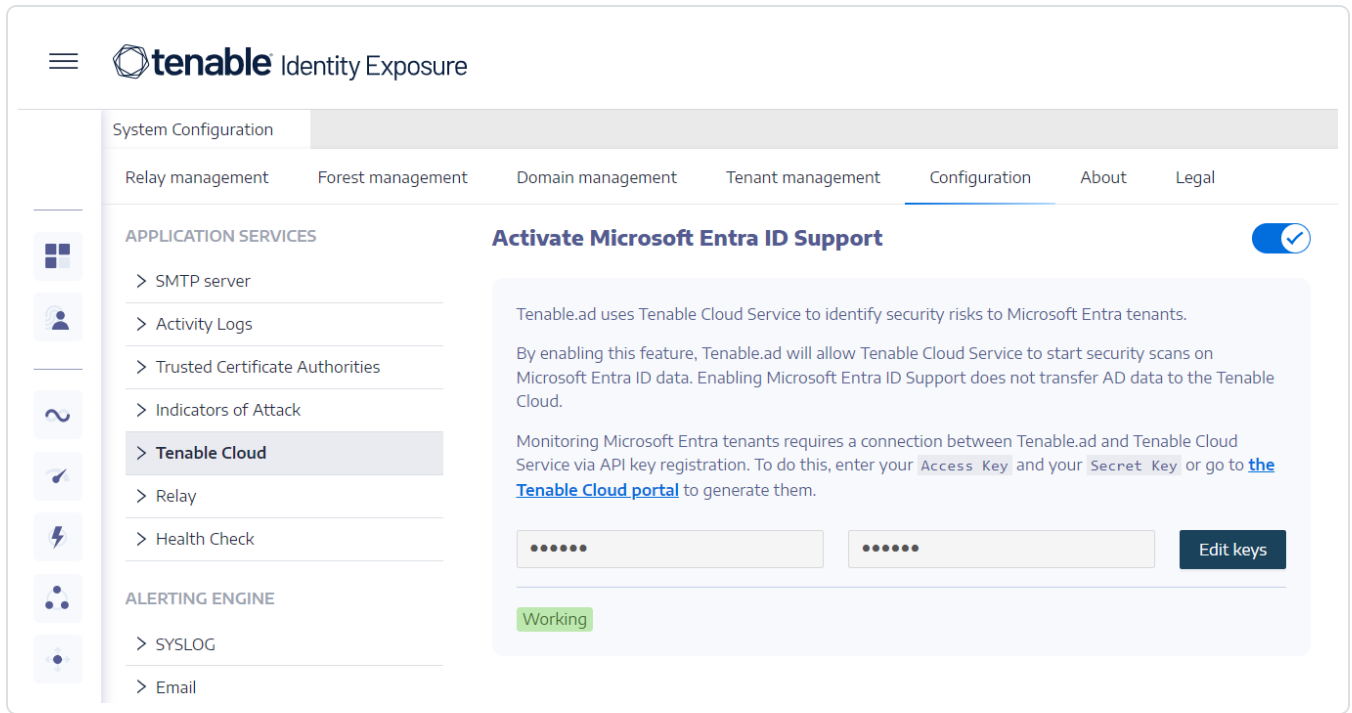 tenable Identity Exposure
System Configuration
Relay management Forest management Domain management Tenant management Configuration About Legal
APPLICATION SERVICES
SMTP server
Activity Logs
Trusted Certificate Authorities
Indicators of Attack
Tenable Cloud
Relay
Health Check
ALERTING ENGINE
SYSLOG
Email
Activate Microsoft Entra ID Support
Tenable.ad uses Tenable Cloud Service to identify security risks to Microsoft Entra tenants.
By enabling this feature, Tenable.ad will allow Tenable Cloud Service to start security scans on
Microsoft Entra ID data. Enabling Microsoft Entra ID Support does not transfer AD data to the Tenable
Cloud.
Monitoring Microsoft Entra tenants requires a connection between Tenable.ad and Tenable Cloud
Service via API key registration. To do this, enter your Access Key and your Secret Key or go to the
Tenable Cloud portal to generate them.
•••••• •••••• Edit keys
Working